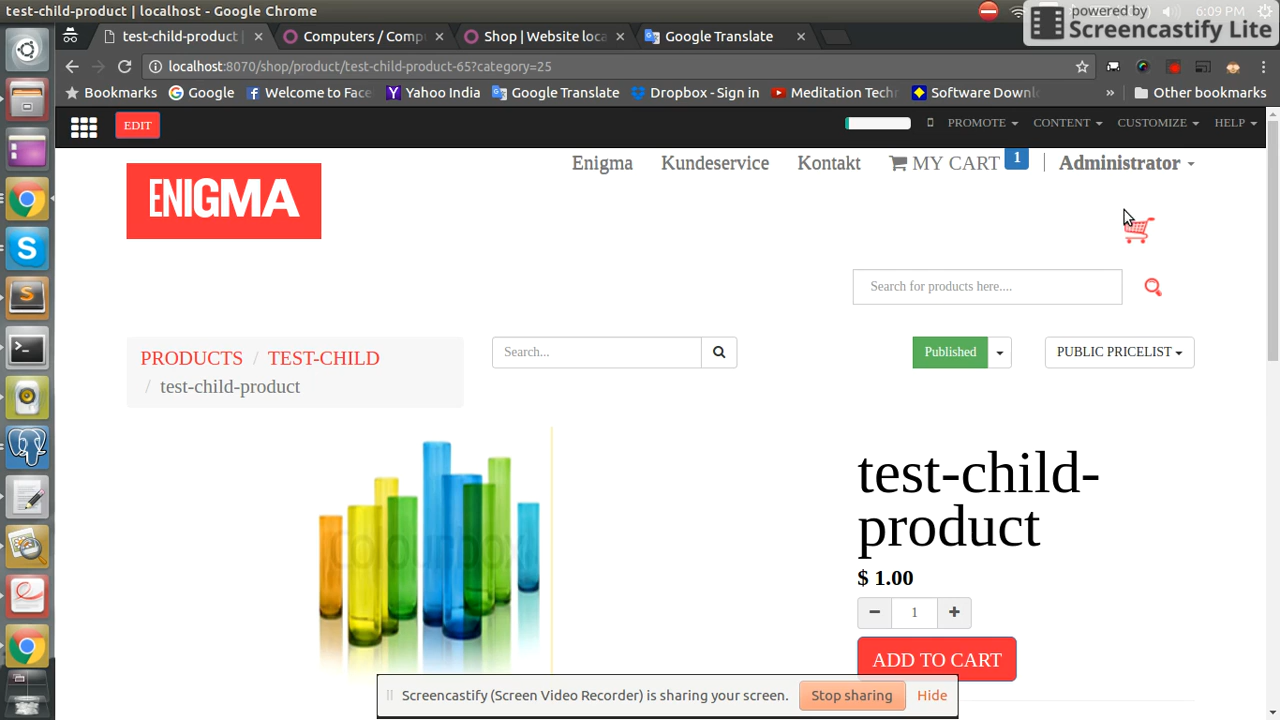 test-child-product | localhost - Google Chrome
6:09 PM
powered by
Screencastify Lite
test-child-product |
Computers / Comp
Shop | Website loca
Google Translate
localhost:8070/shop/product/test-child-product-65?category=25
Bookmarks Google Welcome to Face Yahoo India Google Translate Dropbox - Sign in Meditation Techn Software Downl » Other bookmarks
EDIT PROMOTE CONTENT CUSTOMIZE HELP
Enigma Kundeservice Kontakt MY CART 1 Administrator
ENIGMA
Search for products here....
PRODUCTS / TEST-CHILD
/ test-child-product
Search...
Published
PUBLIC PRICELIST
test-child-
product
$ 1.00
1
ADD TO CART
colourbox
Screencastify (Screen Video Recorder) is sharing your screen. Stop sharing Hide